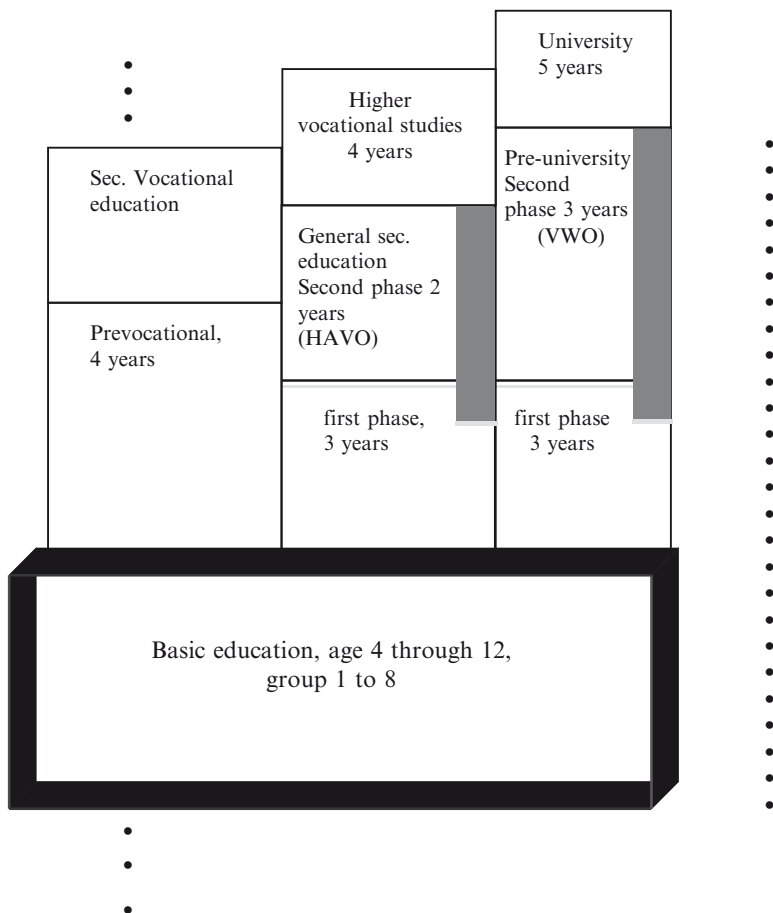 University
5 years
Higher
vocational studies
4 years
Sec. Vocational
education
Pre-university
Second
phase 3 years
(VWO)
General sec.
education
Second phase 2
years
(HAVO)
Prevocational,
4 years
first phase,
3 years
first phase
3 years
Basic education, age 4 through 12,
group 1 to 8